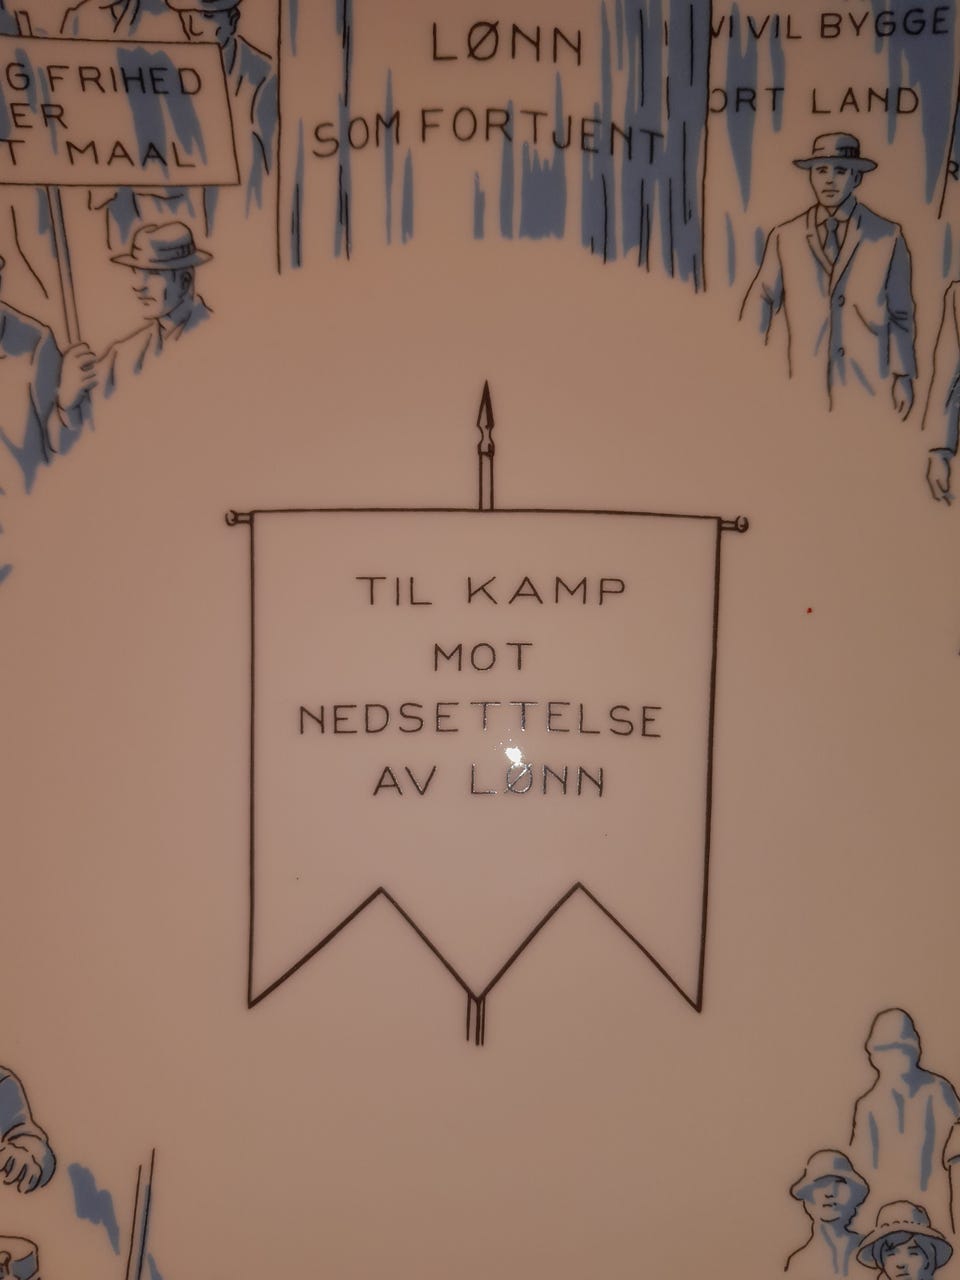 G FRIHED
ER
T MAAL
LØNN
SOM FORTJENT
VI VIL BYGGE
ORT LAND
TIL KAMP
MOT
NEDSETTELSE
AV LØNN